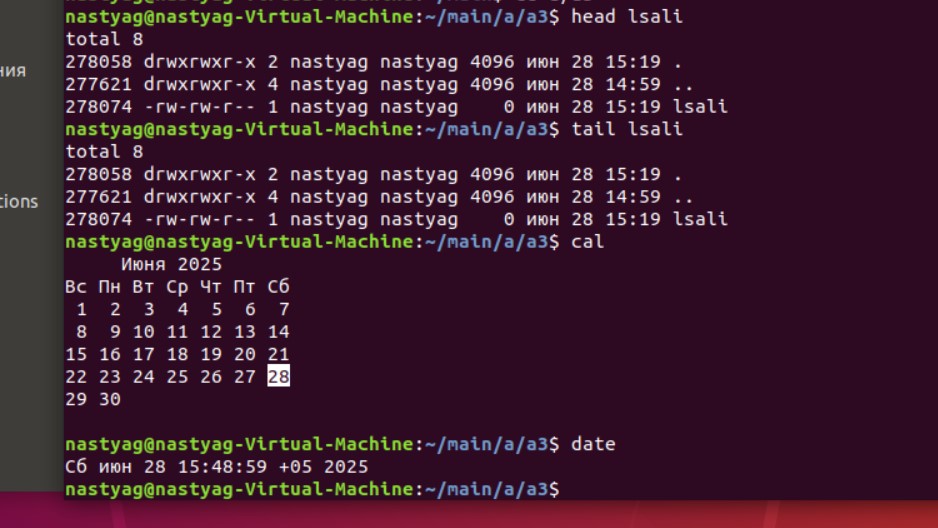 nastyag@nastyag-Virtual-Machine:~/main/a/a3$ head lsali
total 8
278058 drwxrwxr-x 2 nastyag nastyag 4096 июн 28 15:19 .
277621 drwxrwxr-x 4 nastyag nastyag 4096 июн 28 14:59 ..
278074 -rw-rw-r-- 1 nastyag nastyag    0 июн 28 15:19 lsali
nastyag@nastyag-Virtual-Machine:~/main/a/a3$ tail lsali
total 8
278058 drwxrwxr-x 2 nastyag nastyag 4096 июн 28 15:19 .
277621 drwxrwxr-x 4 nastyag nastyag 4096 июн 28 14:59 ..
278074 -rw-rw-r-- 1 nastyag nastyag    0 июн 28 15:19 lsali
nastyag@nastyag-Virtual-Machine:~/main/a/a3$ cal
     Июня 2025
Вс Пн Вт Ср Чт Пт Сб
 1  2  3  4  5  6  7
 8  9 10 11 12 13 14
15 16 17 18 19 20 21
22 23 24 25 26 27 28
29 30
nastyag@nastyag-Virtual-Machine:~/main/a/a3$ date
Сб июн 28 15:48:59 +05 2025
nastyag@nastyag-Virtual-Machine:~/main/a/a3$